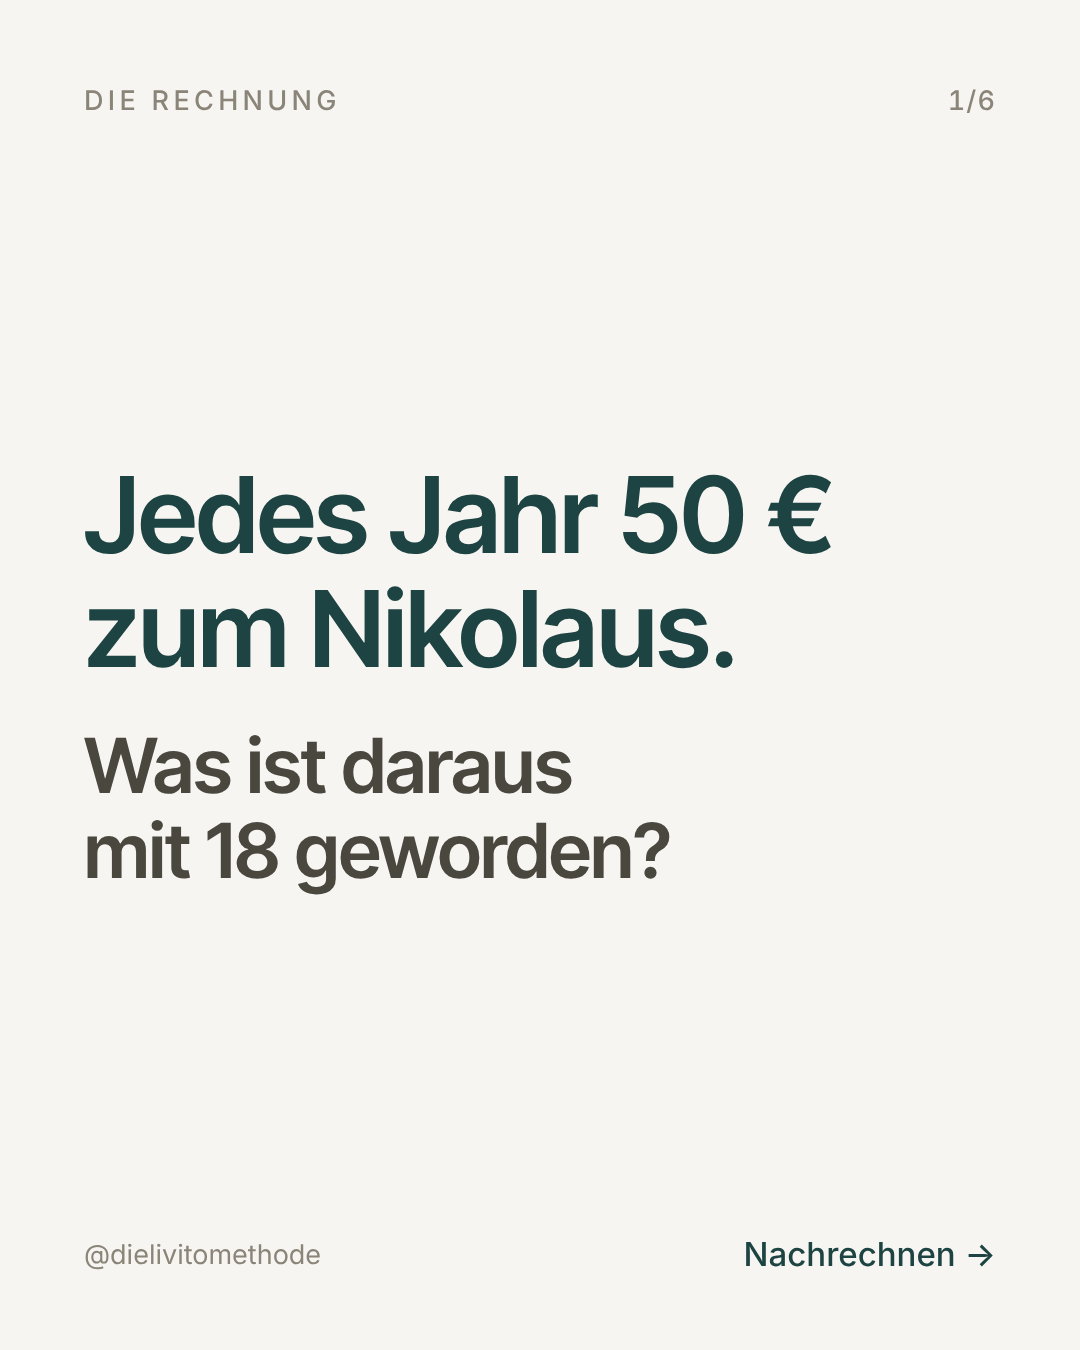 DIE RECHNUNG
1/6
Jedes Jahr 50 €
zum Nikolaus.
Was ist daraus
mit 18 geworden?
@dielivitomethode
Nachrechnen →